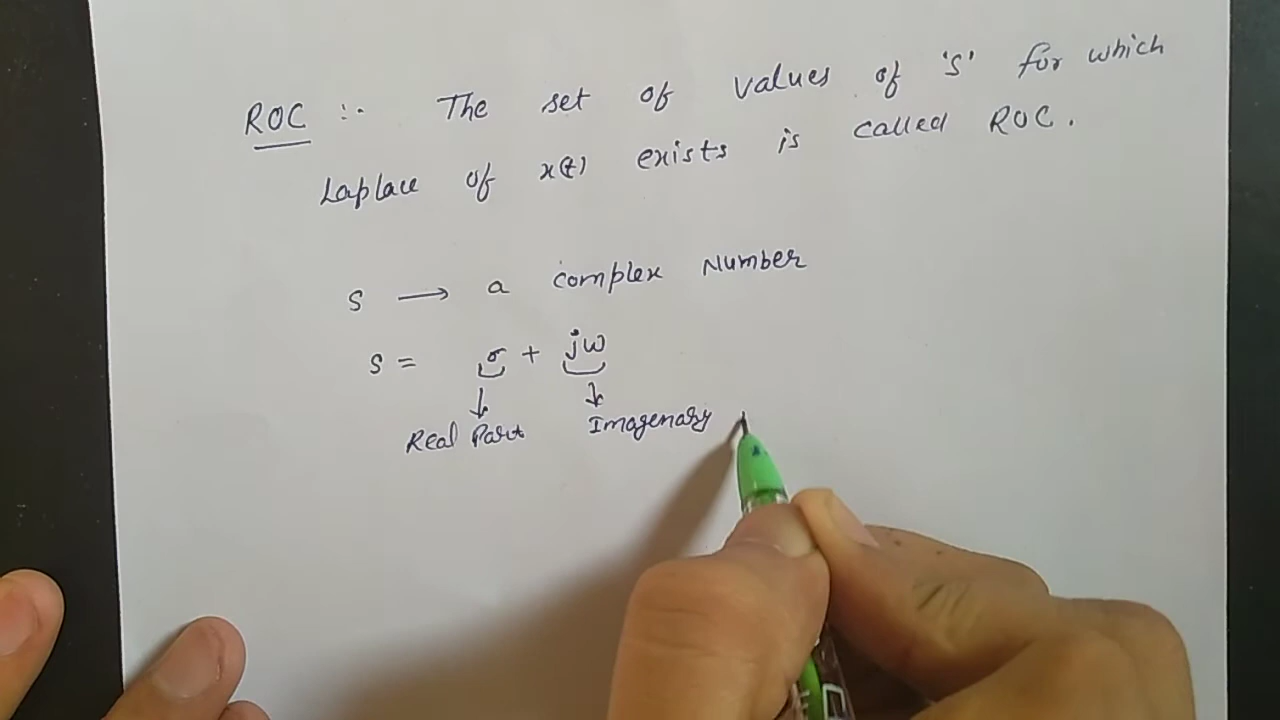 ROC :- The set of values of 's' for which
Laplace of x(t) exists is called ROC.
s → a complex Number
s = σ + jω
Real Part Imagenary